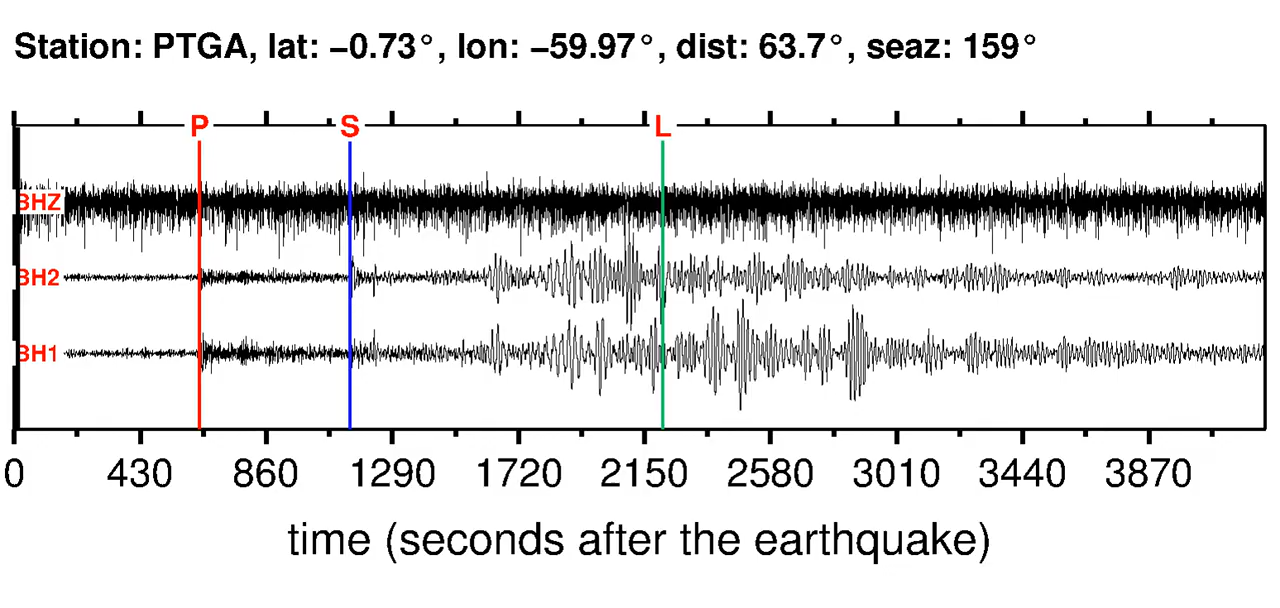 Station: PTGA, lat: −0.73°, lon: −59.97°, dist: 63.7°, seaz: 159°
P S L
BHZ
BH2
BH1
0 430 860 1290 1720 2150 2580 3010 3440 3870
time (seconds after the earthquake)